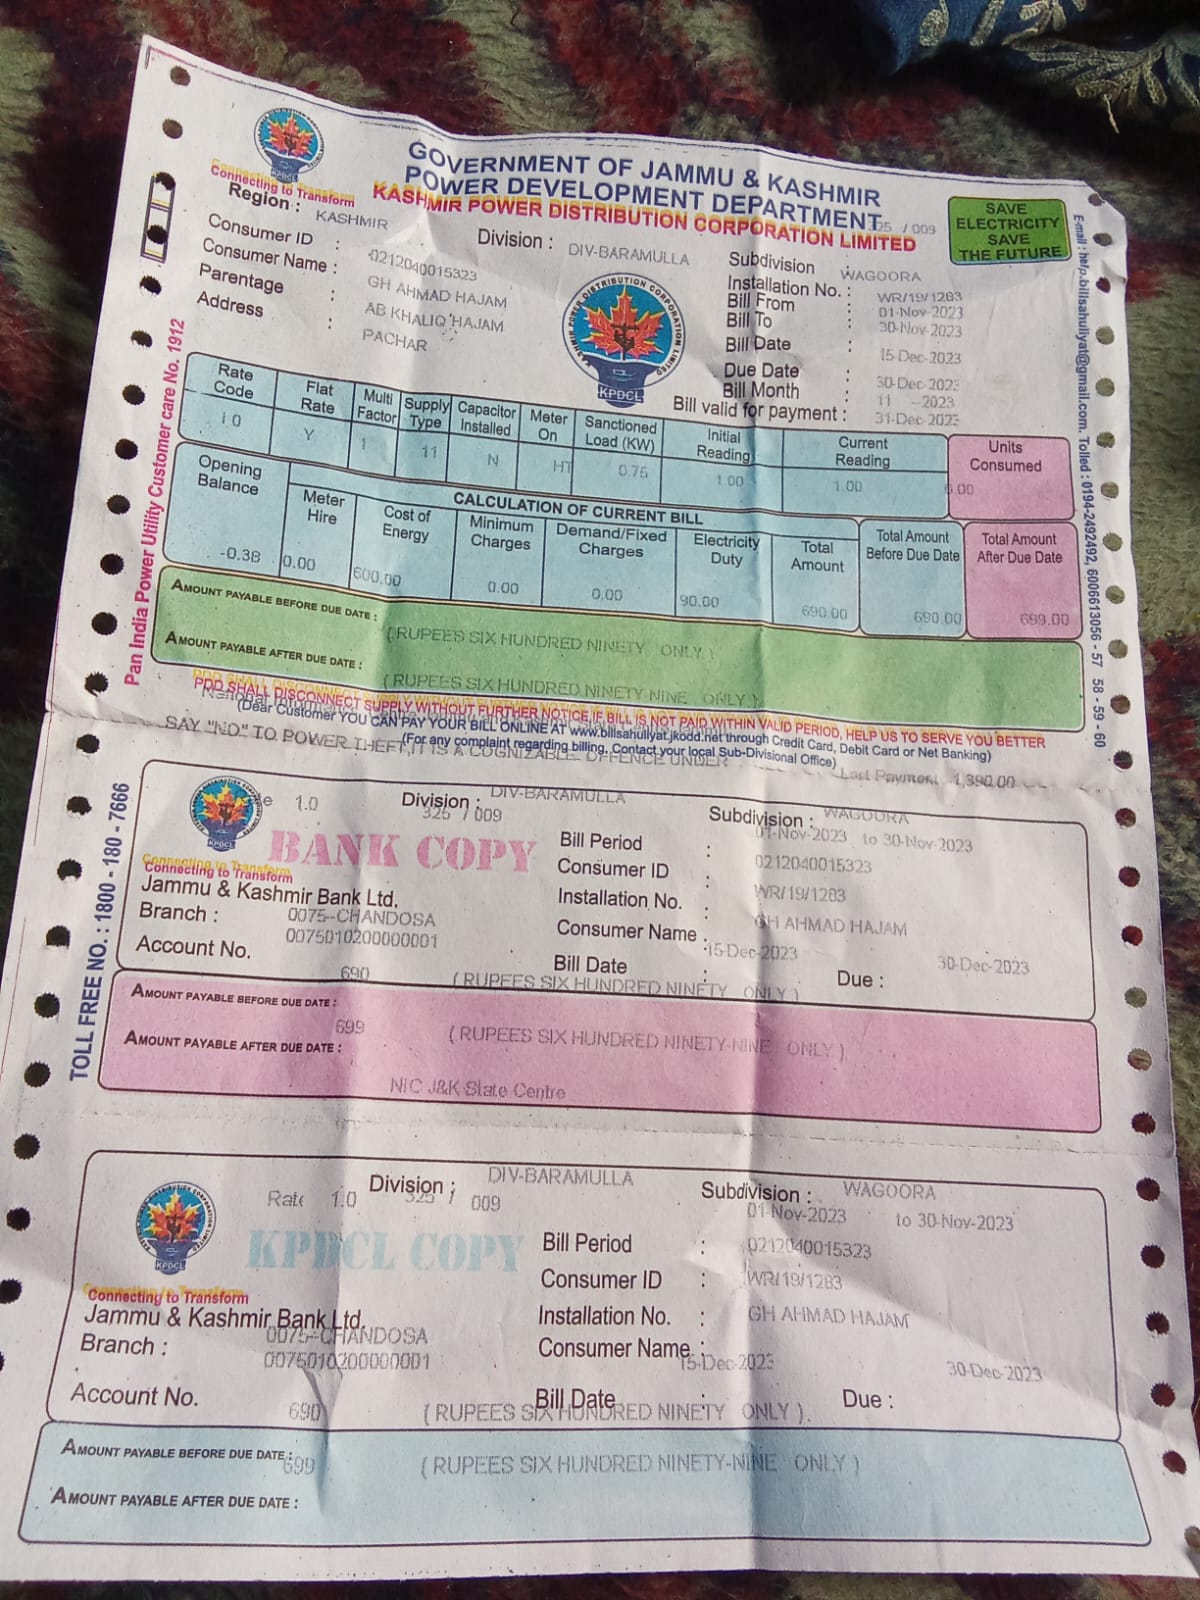 GOVERNMENT OF JAMMU & KASHMIR
POWER DEVELOPMENT DEPARTMENT
KASHMIR POWER DISTRIBUTION CORPORATION LIMITED
325 / 009
SAVE
ELECTRICITY
SAVE
THE FUTURE
KPDCL
Connecting to Transform
Region : KASHMIR
Consumer ID : 0212040015323
Consumer Name : GH AHMAD HAJAM
Parentage : AB KHALIQ HAJAM
Address : PACHAR
Division : DIV-BARAMULLA
KASHMIR POWER DISTRIBUTION CORPORATION LIMITED
KPDCL
Subdivision WAGOORA
Installation No. : WR/19/1283
Bill From : 01-Nov-2023
Bill To : 30-Nov-2023
Bill Date : 15-Dec-2023
Due Date : 30-Dec-2023
Bill Month : 11 --2023
Bill valid for payment : 31-Dec-2023
Pan India Power Utility Customer care No. 1912
E-mail : help.billsahuliyat@gmail.com. Tolled : 0194-2492492, 6006613056 - 57 58 - 59 - 60
Rate Code Flat Rate Multi Factor Supply Type Capacitor Installed Meter On Sanctioned Load (KW) Initial Reading Current Reading Units Consumed
10 Y 1 11 N HT 0.75 1.00 1.00 0.00
Opening Balance CALCULATION OF CURRENT BILL
Meter Hire Cost of Energy Minimum Charges Demand/Fixed Charges Electricity Duty Total Amount Total Amount Before Due Date Total Amount After Due Date
-0.38 0.00 600.00 0.00 0.00 90.00 690.00 690.00 699.00
AMOUNT PAYABLE BEFORE DUE DATE : (RUPEES SIX HUNDRED NINETY ONLY )
AMOUNT PAYABLE AFTER DUE DATE : ( RUPEES SIX HUNDRED NINETY-NINE ONLY )
PDD SHALL DISCONNECT SUPPLY WITHOUT FURTHER NOTICE IF BILL IS NOT PAID WITHIN VALID PERIOD, HELP US TO SERVE YOU BETTER
(Dear Customer YOU CAN PAY YOUR BILL ONLINE AT www.billsahuliyat.jkpdd.net through Credit Card, Debit Card or Net Banking)
(For any complaint regarding billing, Contact your local Sub-Divisional Office)
SAY "NO" TO POWER THEFT,IT IS A COGNIZABLE OFFENCE UNDER
Last Payment 1,390.00
TOLL FREE NO. : 1800 - 180 - 7666
KPDCL
1.0 Division : DIV-BARAMULLA
325 / 009
Subdivision : WAGOORA
BANK COPY
Connecting to Transform
Jammu & Kashmir Bank Ltd.
Branch : 0075--CHANDOSA
Account No. 0075010200000001
Bill Period : 01-Nov-2023 to 30-Nov-2023
Consumer ID : 0212040015323
Installation No. : WR/19/1283
Consumer Name : GH AHMAD HAJAM
Bill Date : 15-Dec-2023 Due : 30-Dec-2023
690 ( RUPEES SIX HUNDRED NINETY ONLY )
AMOUNT PAYABLE BEFORE DUE DATE :
699 ( RUPEES SIX HUNDRED NINETY-NINE ONLY )
AMOUNT PAYABLE AFTER DUE DATE :
NIC J&K State Centre
KPDCL
Rate 1.0 Division : DIV-BARAMULLA
325 / 009
Subdivision : WAGOORA
KPDCL COPY
Connecting to Transform
Jammu & Kashmir Bank Ltd.
Branch : 0075--CHANDOSA
0075010200000001
Account No.
01-Nov-2023 to 30-Nov-2023
Bill Period : 0212040015323
Consumer ID : WR/19/1283
Installation No. : GH AHMAD HAJAM
Consumer Name :
15-Dec-2023 30-Dec-2023
Bill Date : Due :
690 ( RUPEES SIX HUNDRED NINETY ONLY )
AMOUNT PAYABLE BEFORE DUE DATE :
699 ( RUPEES SIX HUNDRED NINETY-NINE ONLY )
AMOUNT PAYABLE AFTER DUE DATE :